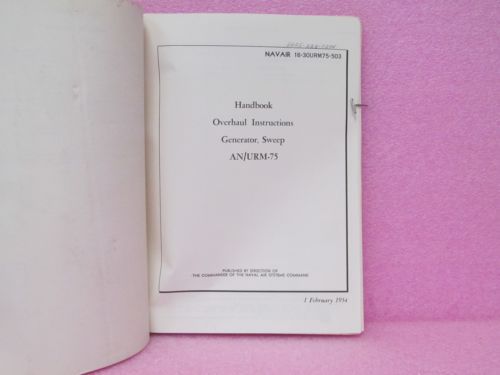 NAVAIR 16-30URM75-503
Handbook
Overhaul Instructions
Generator, Sweep
AN/URM-75
PUBLISHED BY DIRECTION OF
THE COMMANDER OF THE NAVAL AIR SYSTEMS COMMAND
1 February 1954